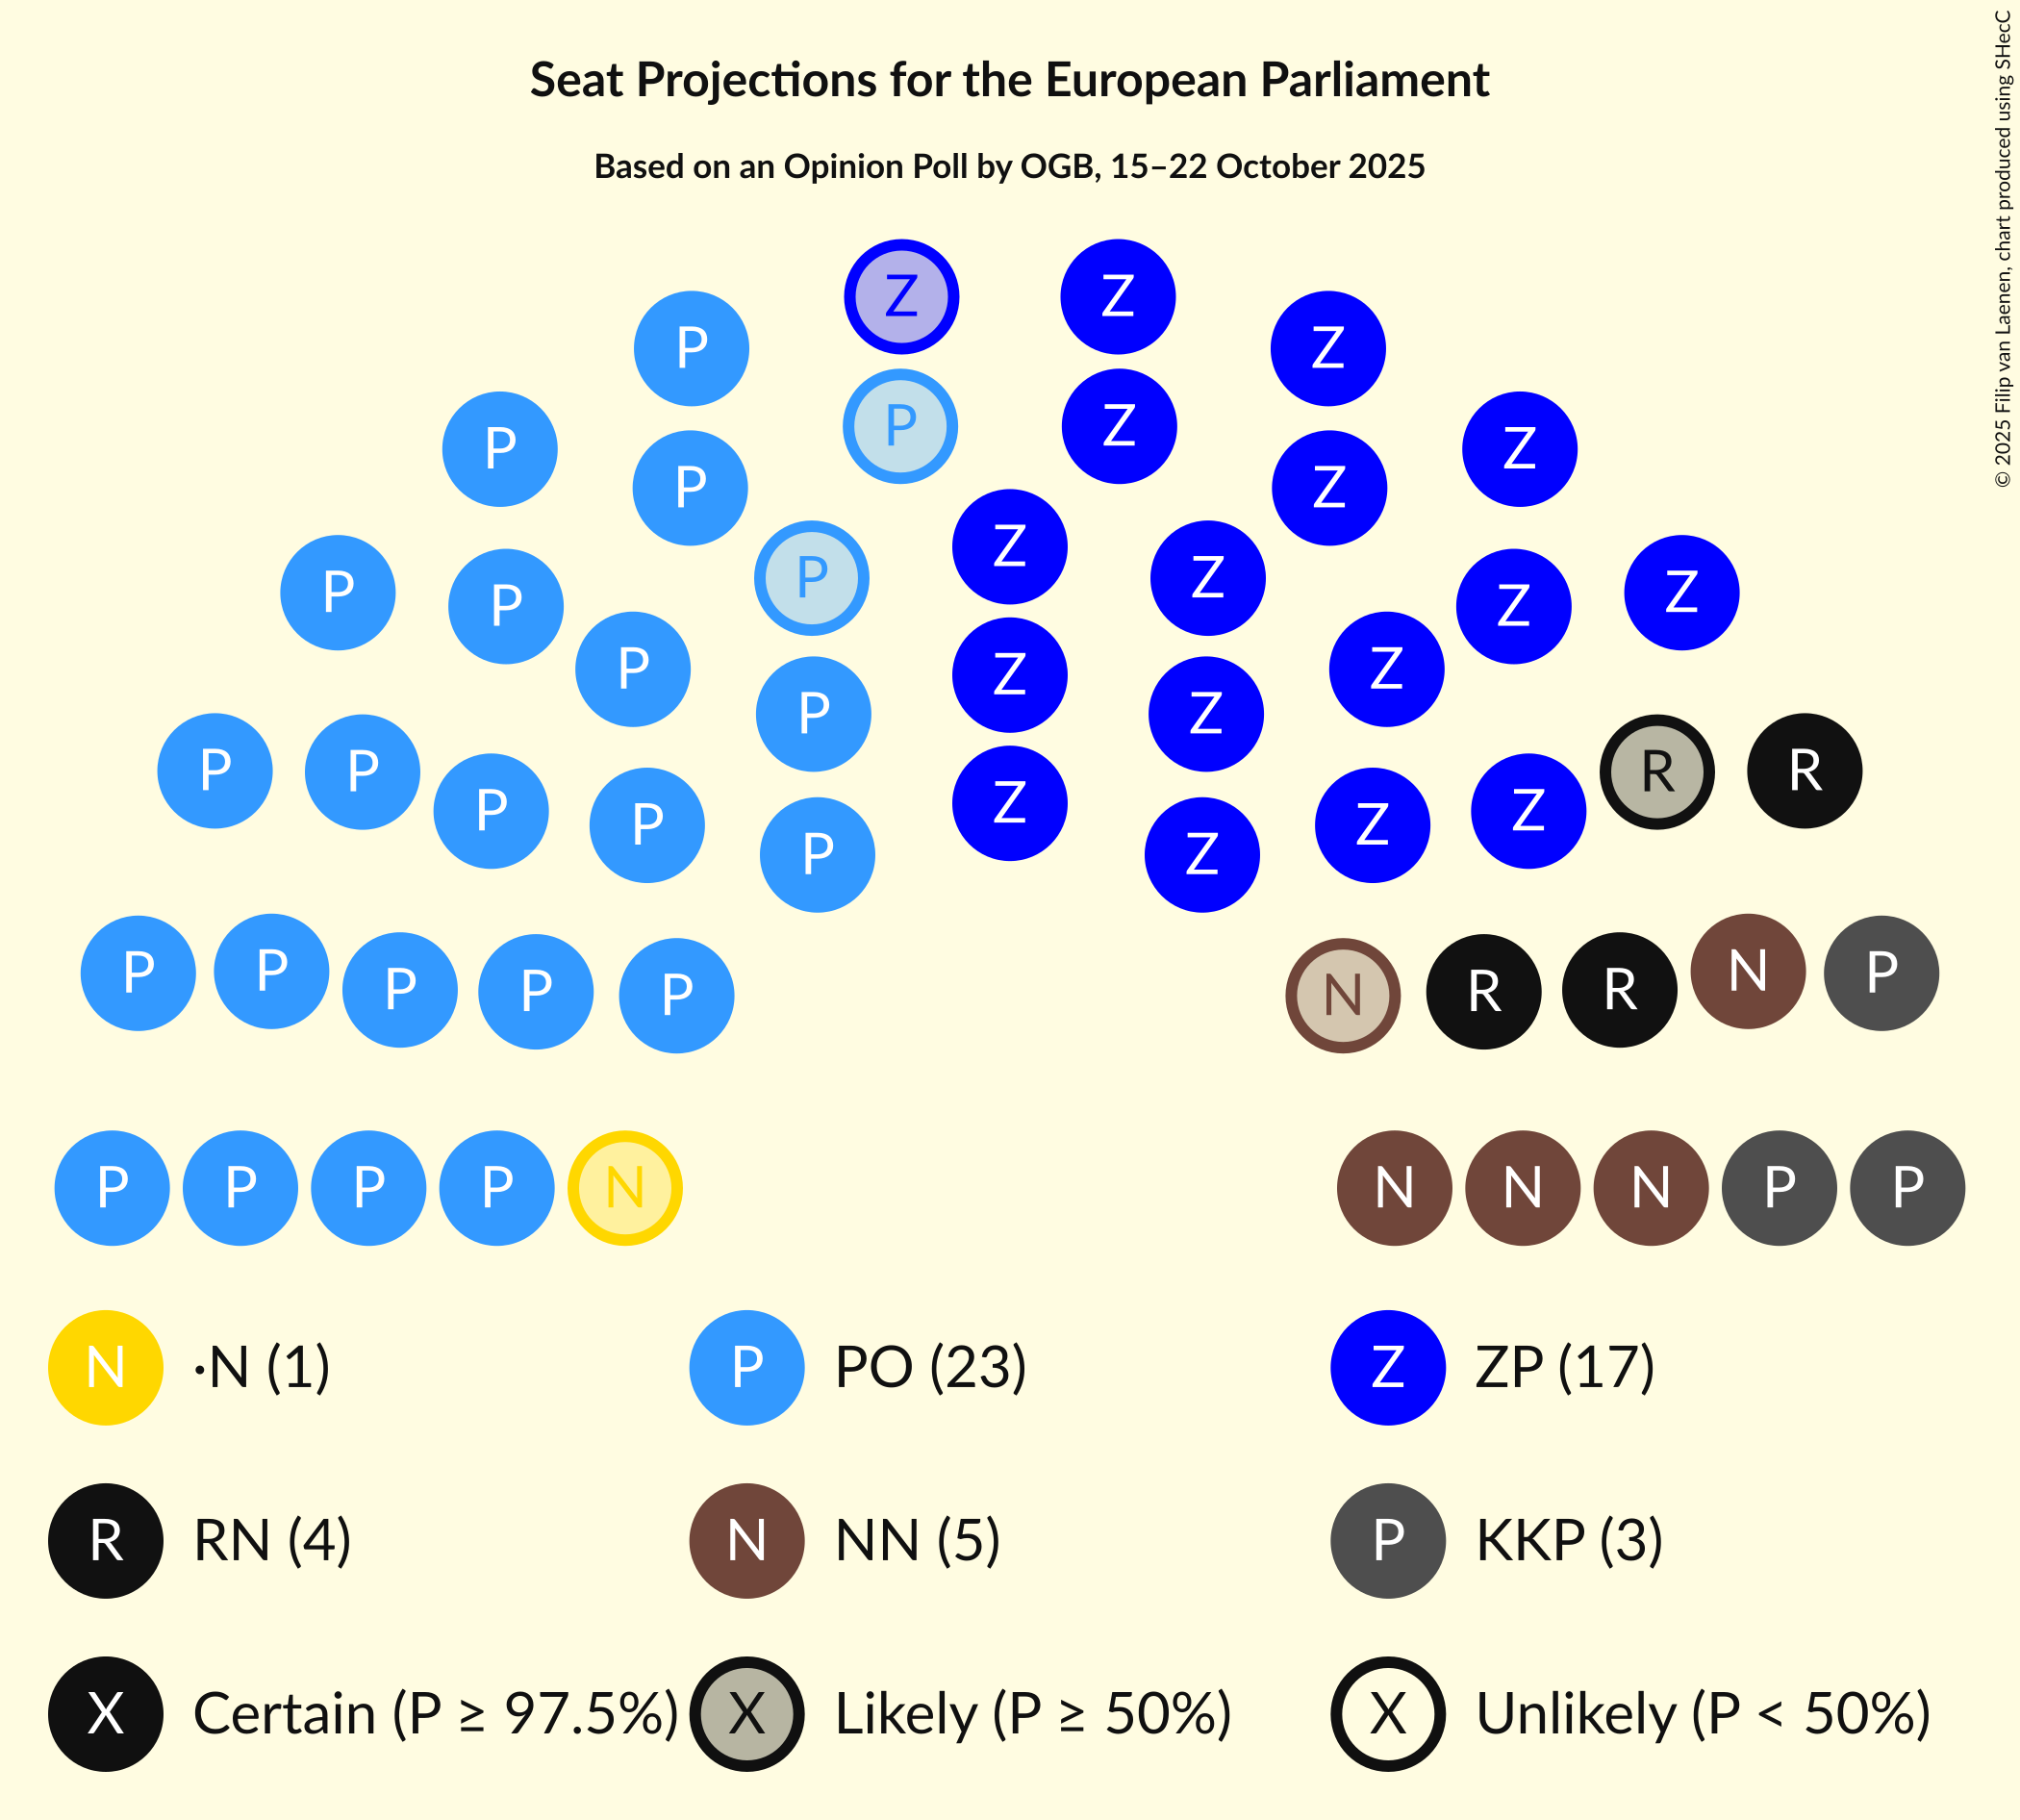 Seat Projections for the European Parliament
Based on an Opinion Poll by OGB, 15–22 October 2025
© 2025 Filip van Laenen, chart produced using SHecC
Z Z
P Z
P Z
P Z
P Z
Z
P Z
P Z
P Z
P Z
Z
P Z
P Z
P P R R
Z
P P Z Z
P Z
P P N P
P P P N R R
P P P P N N N N P P
N ·N (1) P PO (23) Z ZP (17)
R RN (4) N NN (5) P KKP (3)
X Certain (P ≥ 97.5%) X Likely (P ≥ 50%) X Unlikely (P < 50%)